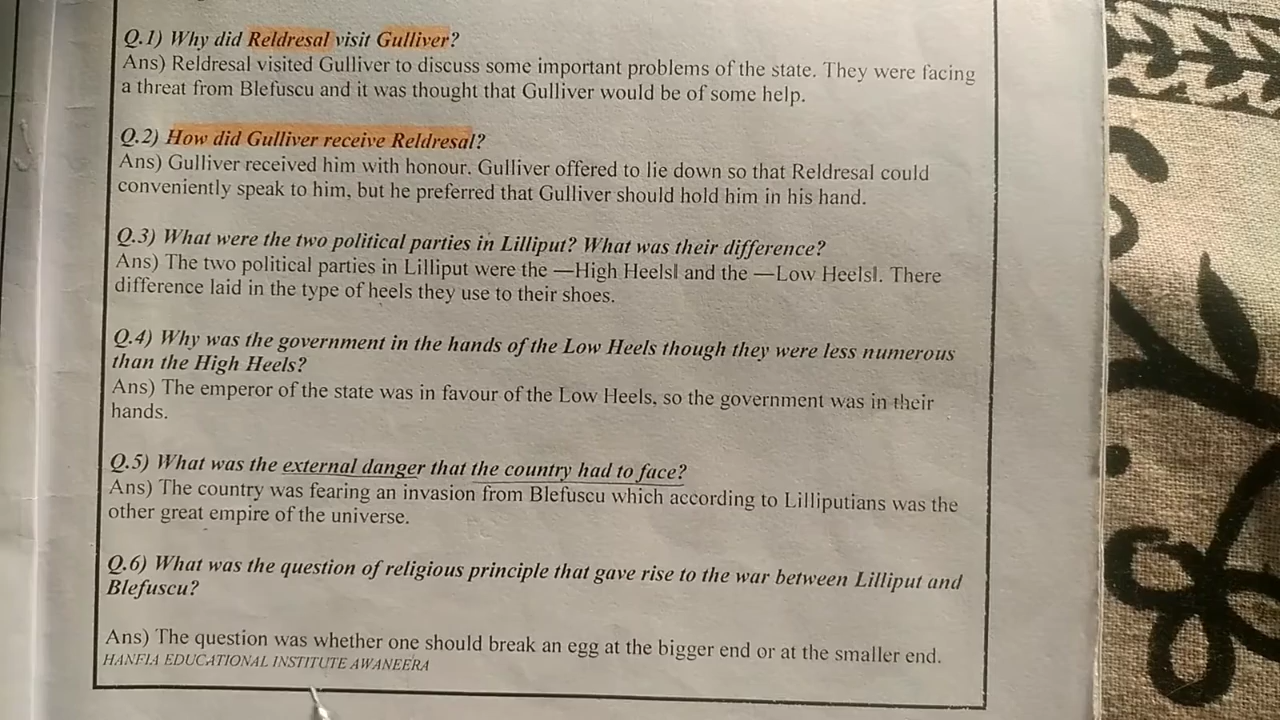 Q.1) Why did Reldresal visit Gulliver?
Ans) Reldresal visited Gulliver to discuss some important problems of the state. They were facing
a threat from Blefuscu and it was thought that Gulliver would be of some help.
Q.2) How did Gulliver receive Reldresal?
Ans) Gulliver received him with honour. Gulliver offered to lie down so that Reldresal could
conveniently speak to him, but he preferred that Gulliver should hold him in his hand.
Q.3) What were the two political parties in Lilliput? What was their difference?
Ans) The two political parties in Lilliput were the ―High Heels‖ and the ―Low Heels‖. There
difference laid in the type of heels they use to their shoes.
Q.4) Why was the government in the hands of the Low Heels though they were less numerous
than the High Heels?
Ans) The emperor of the state was in favour of the Low Heels, so the government was in their
hands.
Q.5) What was the external danger that the country had to face?
Ans) The country was fearing an invasion from Blefuscu which according to Lilliputians was the
other great empire of the universe.
Q.6) What was the question of religious principle that gave rise to the war between Lilliput and
Blefuscu?
Ans) The question was whether one should break an egg at the bigger end or at the smaller end.
HANFIA EDUCATIONAL INSTITUTE AWANEERA